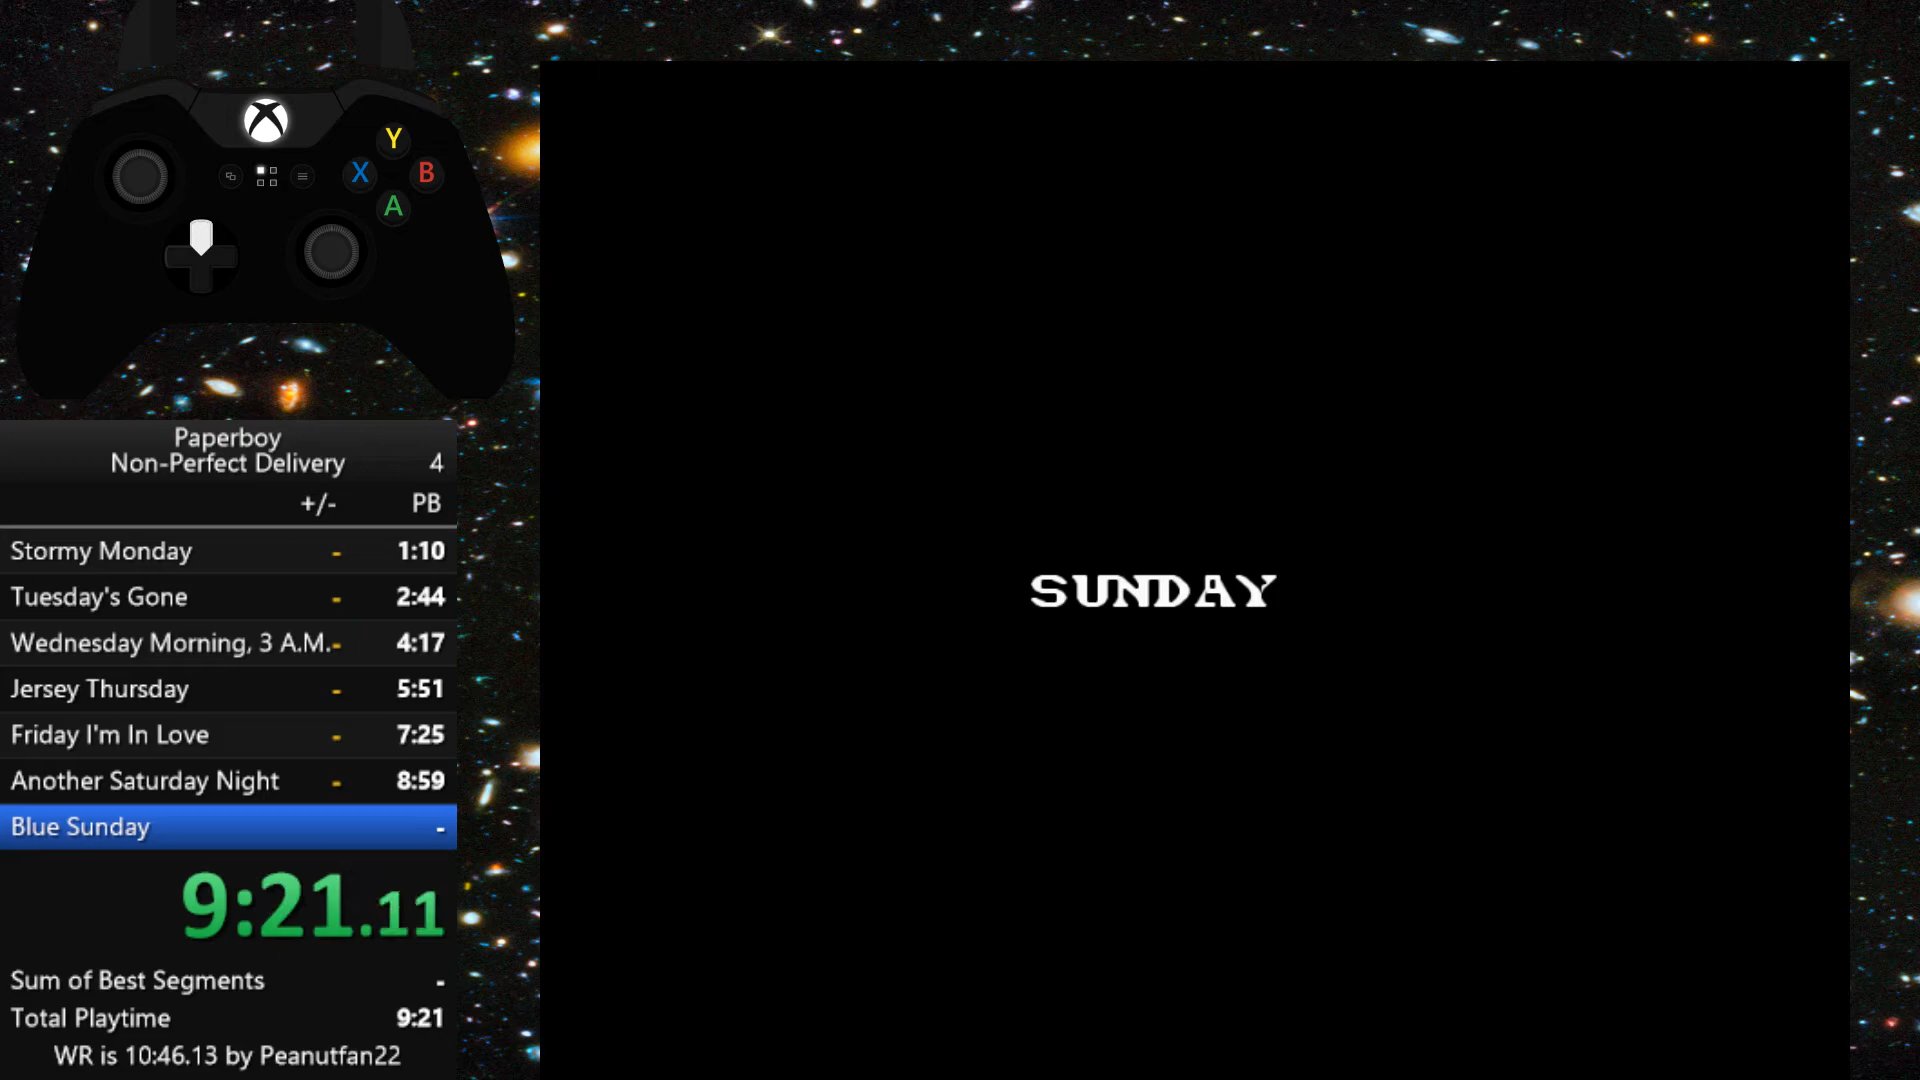 Y
X B
A
Paperboy
Non-Perfect Delivery 4
+/- PB
Stormy Monday - 1:10
Tuesday's Gone - 2:44
Wednesday Morning, 3 A.M. - 4:17
Jersey Thursday - 5:51
Friday I'm In Love - 7:25
Another Saturday Night - 8:59
Blue Sunday -
9:21.11
Sum of Best Segments -
Total Playtime 9:21
WR is 10:46.13 by Peanutfan22
SUNDAY